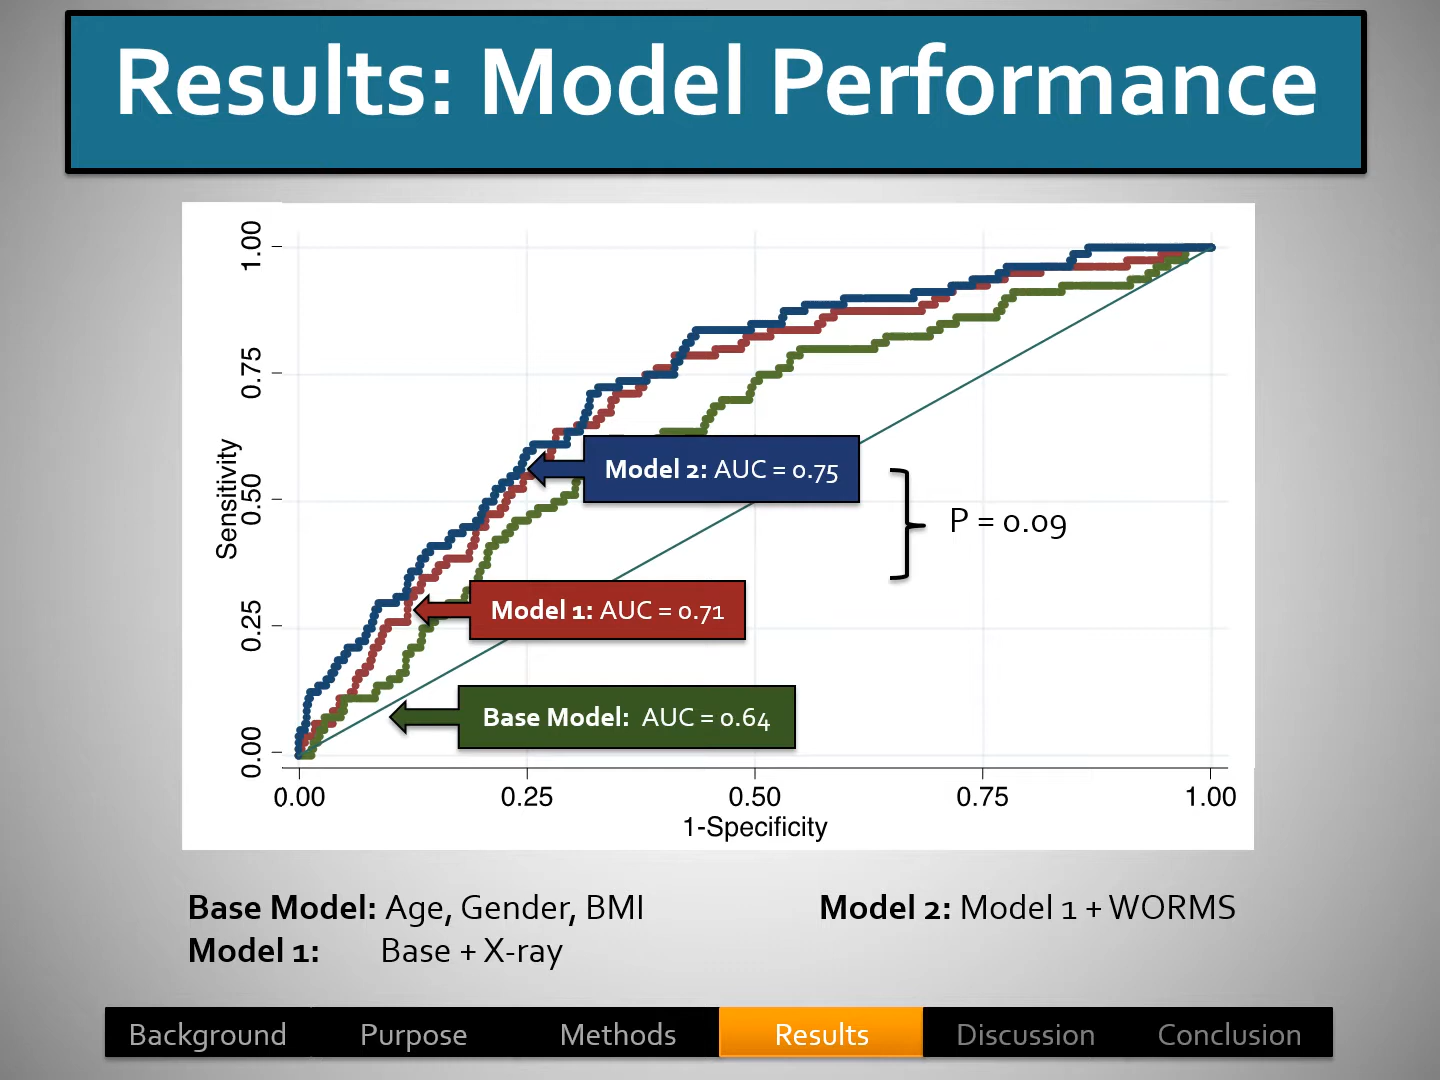 Results: Model Performance
1.00
0.75
0.50
0.25
0.00
Sensitivity
Model 2: AUC = 0.75
P = 0.09
Model 1: AUC = 0.71
Base Model: AUC = 0.64
0.00 0.25 0.50 0.75 1.00
1-Specificity
Base Model: Age, Gender, BMI
Model 1: Base + X-ray
Model 2: Model 1 + WORMS
Background Purpose Methods Results Discussion Conclusion